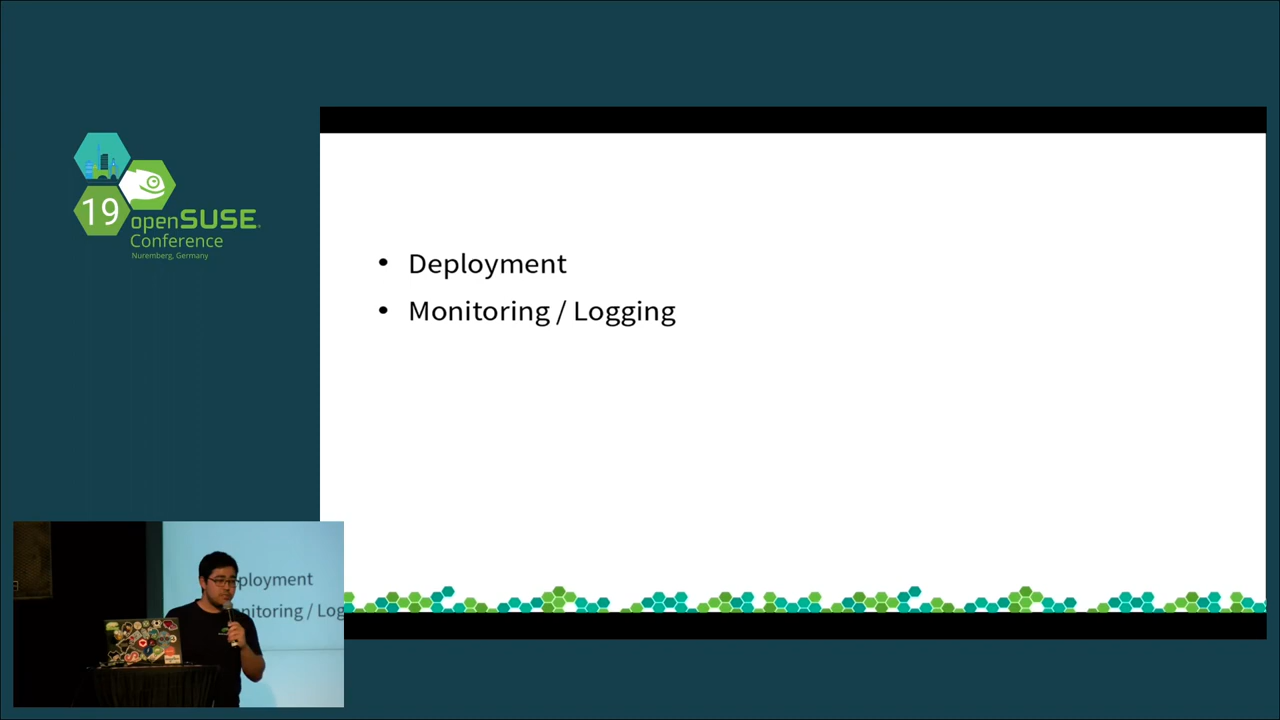 19
openSUSE
Conference
Nuremberg, Germany
• Deployment
• Monitoring / Logging
ployment
nitoring / Log